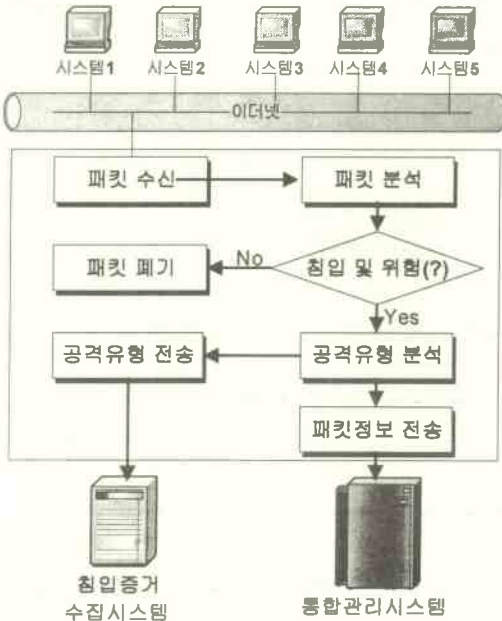 시스템1
시스템2
시스템3
시스템4
시스템5
이더넷
패킷 수신
패킷 분석
패킷 폐기
No
침입 및 위험(?)
Yes
공격유형 전송
공격유형 분석
패킷정보 전송
침입증거
수집시스템
통합관리시스템